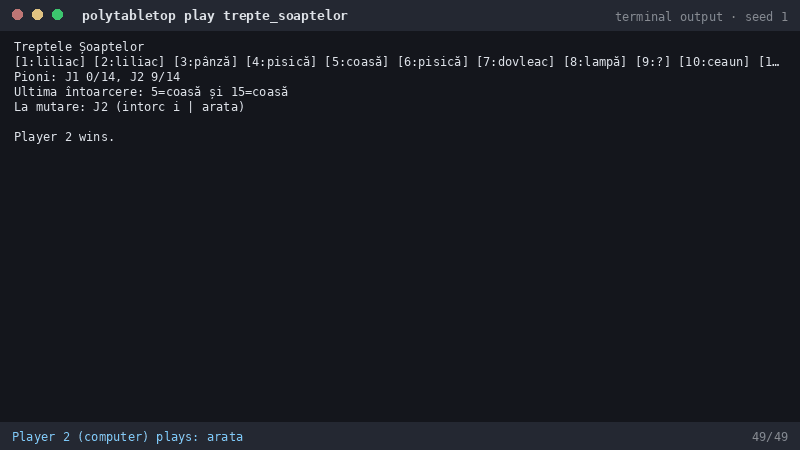 polytabletop play trepte_soaptelor
terminal output · seed 1
Treptele Șoaptelor
[1:liliac] [2:liliac] [3:pânză] [4:pisică] [5:coasă] [6:pisică] [7:dovleac] [8:lampă] [9:?] [10:ceaun] [1…
Pioni: J1 0/14, J2 9/14
Ultima întoarcere: 5=coasă și 15=coasă
La mutare: J2 (intorc i | arata)
Player 2 wins.
Player 2 (computer) plays: arata
49/49